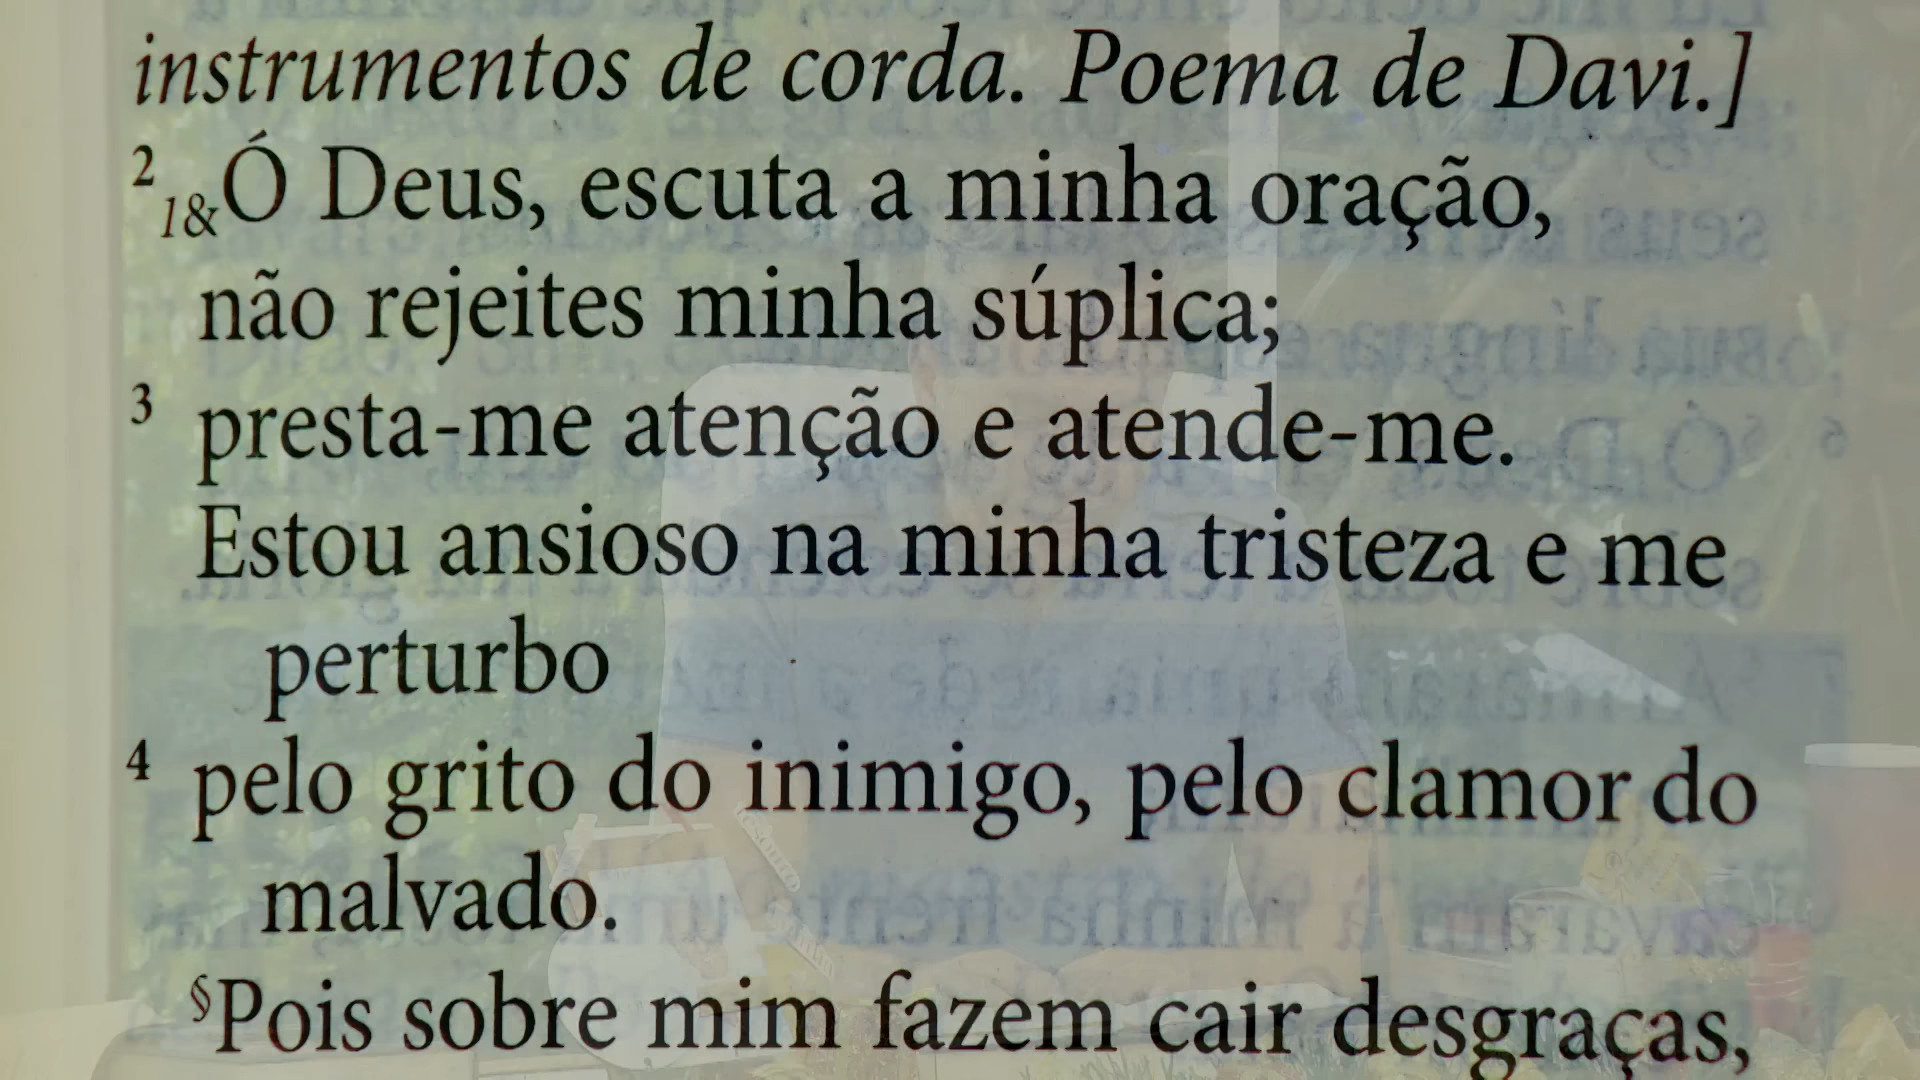 instrumentos de corda. Poema de Davi.]
2 1&Ó Deus, escuta a minha oração,
não rejeites minha súplica;
3 presta-me atenção e atende-me.
Estou ansioso na minha tristeza e me
perturbo
4 pelo grito do inimigo, pelo clamor do
malvado.
§Pois sobre mim fazem cair desgraças,